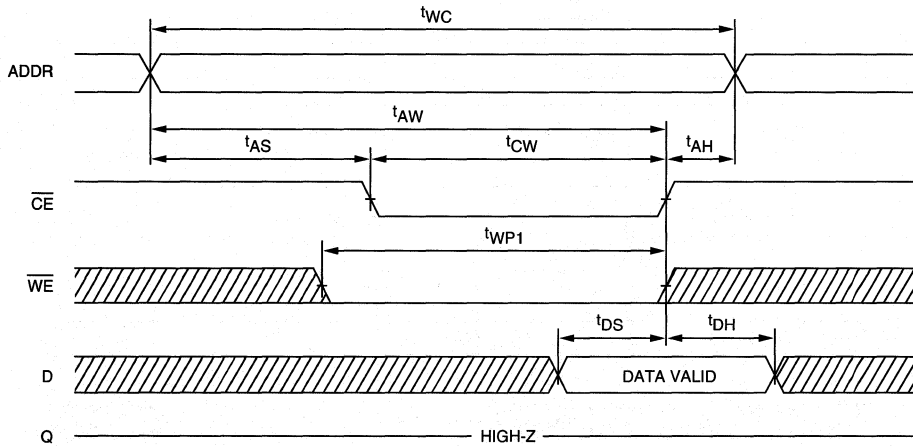 tWC
ADDR
tAW
tAS tCW tAH
CE
tWP1
WE
tDS tDH
D DATA VALID
Q HIGH-Z